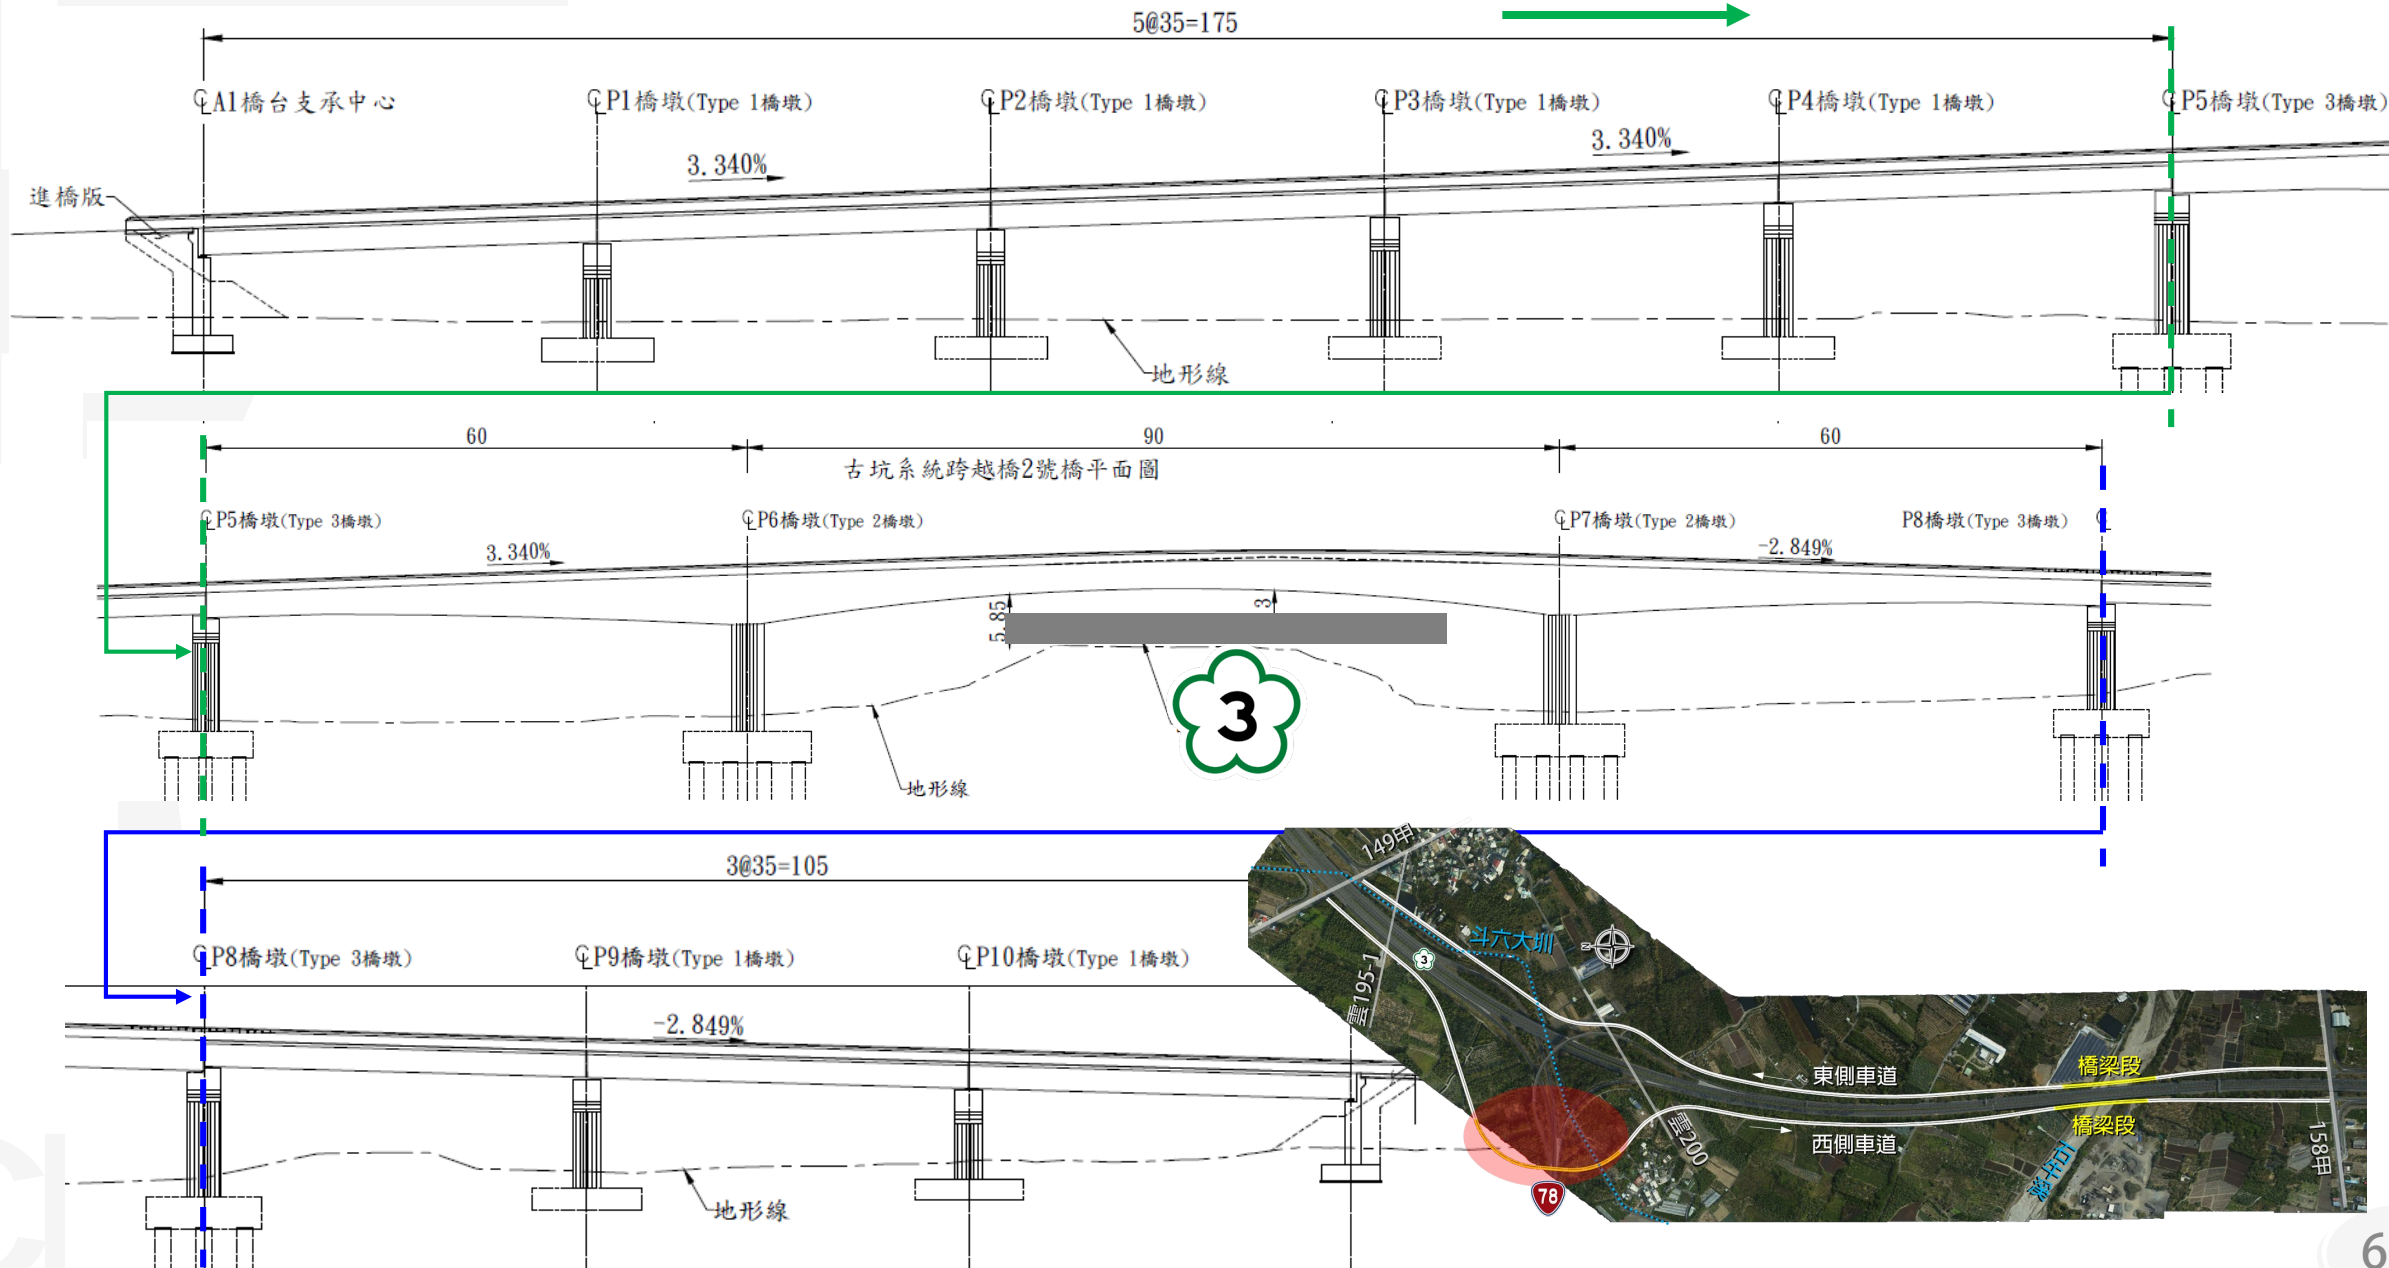 5@35=175
℄A1橋台支承中心
℄P1橋墩(Type 1橋墩)
℄P2橋墩(Type 1橋墩)
℄P3橋墩(Type 1橋墩)
℄P4橋墩(Type 1橋墩)
℄P5橋墩(Type 3橋墩)
3.340%
3.340%
進橋版
地形線
60
90
60
古坑系統跨越橋2號橋平面圖
℄P5橋墩(Type 3橋墩)
℄P6橋墩(Type 2橋墩)
℄P7橋墩(Type 2橋墩)
P8橋墩(Type 3橋墩) ℄
3.340%
-2.849%
5.85
3
3
地形線
3@35=105
℄P8橋墩(Type 3橋墩)
℄P9橋墩(Type 1橋墩)
℄P10橋墩(Type 1橋墩)
-2.849%
地形線
149甲
斗六大圳
N
3
雲195-1
東側車道
橋梁段
雲200
西側車道
橋梁段
158甲
78
6